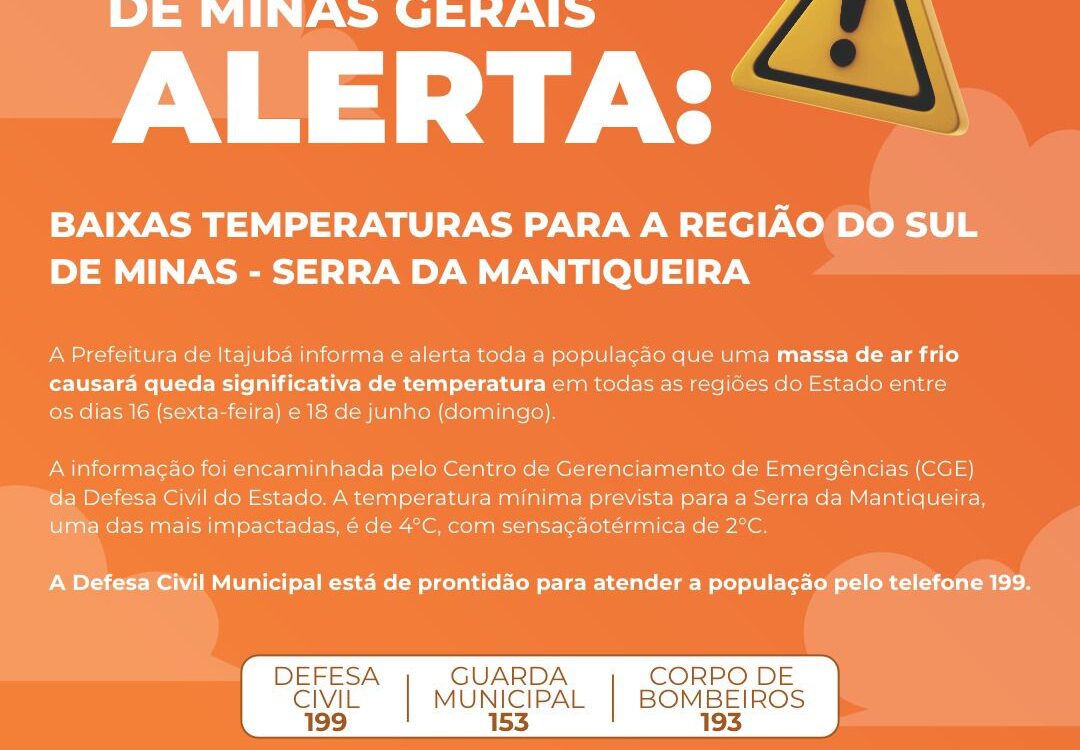 DE MINAS GERAIS
ALERTA:
BAIXAS TEMPERATURAS PARA A REGIÃO DO SUL
DE MINAS - SERRA DA MANTIQUEIRA
A Prefeitura de Itajubá informa e alerta toda a população que uma massa de ar frio
causará queda significativa de temperatura em todas as regiões do Estado entre
os dias 16 (sexta-feira) e 18 de junho (domingo).
A informação foi encaminhada pelo Centro de Gerenciamento de Emergências (CGE)
da Defesa Civil do Estado. A temperatura mínima prevista para a Serra da Mantiqueira,
uma das mais impactadas, é de 4°C, com sensaçãotérmica de 2°C.
A Defesa Civil Municipal está de prontidão para atender a população pelo telefone 199.
DEFESA
CIVIL
199
GUARDA
MUNICIPAL
153
CORPO DE
BOMBEIROS
193